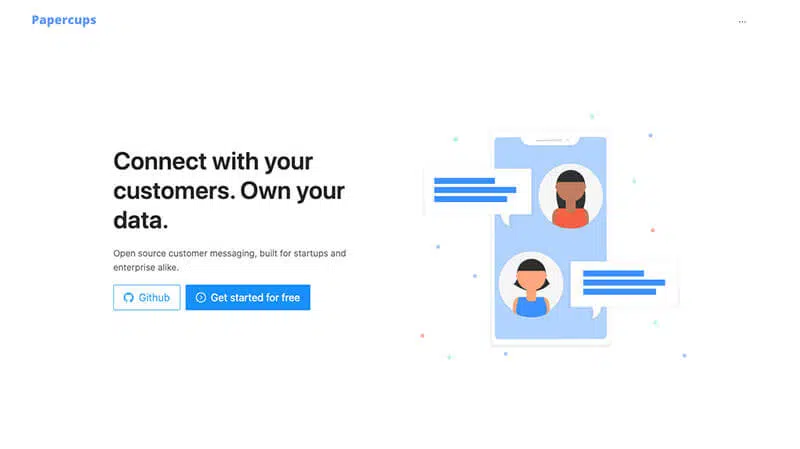 Papercups
...
Connect with your
customers. Own your
data.
Open source customer messaging, built for startups and
enterprise alike.
Github
Get started for free